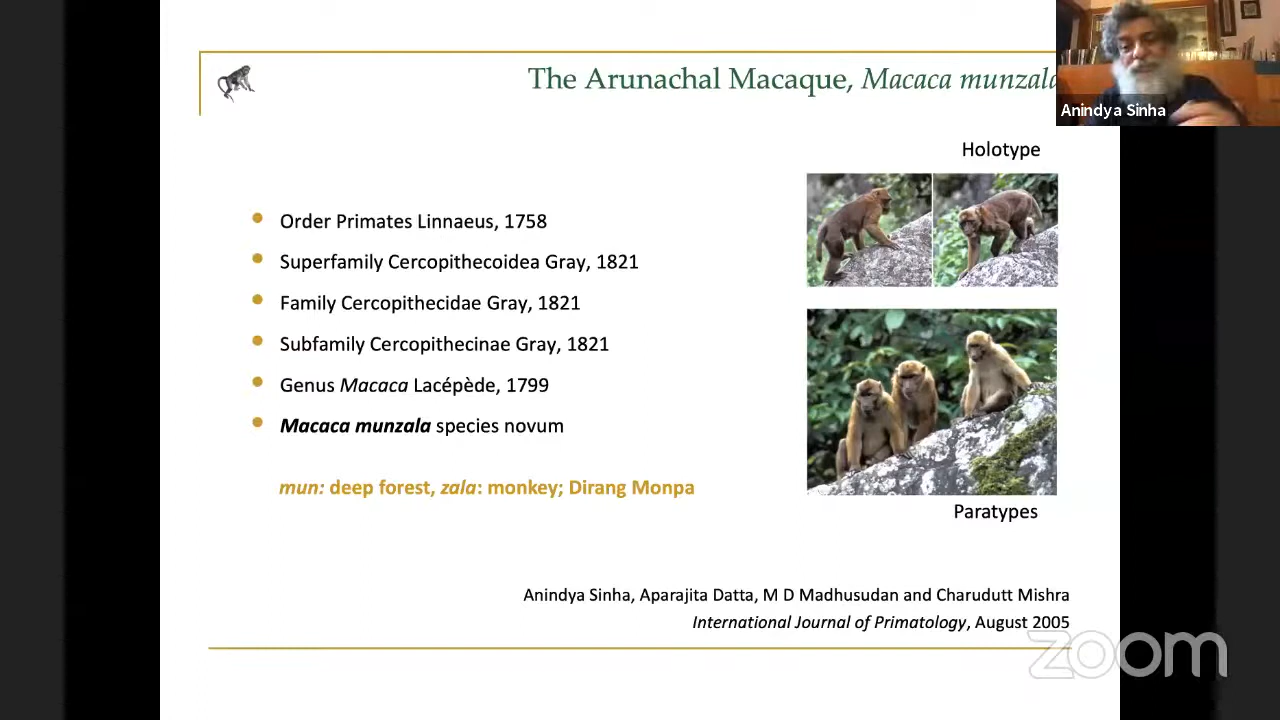 The Arunachal Macaque, Macaca munzala
Anindya Sinha
Holotype
Order Primates Linnaeus, 1758
Superfamily Cercopithecoidea Gray, 1821
Family Cercopithecidae Gray, 1821
Subfamily Cercopithecinae Gray, 1821
Genus Macaca Lacépède, 1799
Macaca munzala species novum
mun: deep forest, zala: monkey; Dirang Monpa
Paratypes
Anindya Sinha, Aparajita Datta, M D Madhusudan and Charudutt Mishra
International Journal of Primatology, August 2005
zoom